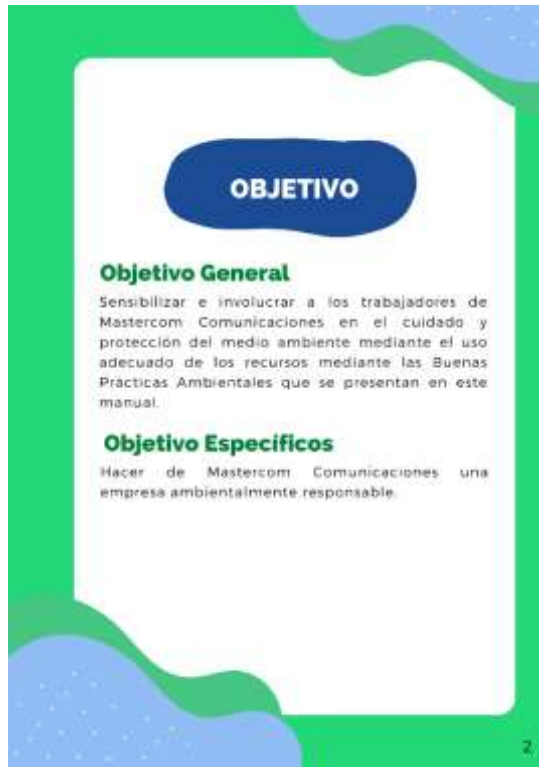 OBJETIVO
Objetivo General
Sensibilizar e involucrar a los trabajadores de
Mastercom Comunicaciones en el cuidado y
protección del medio ambiente mediante el uso
adecuado de los recursos mediante las Buenas
Prácticas Ambientales que se presentan en este
manual.
Objetivo Específicos
Hacer de Mastercom Comunicaciones una
empresa ambientalmente responsable.
2